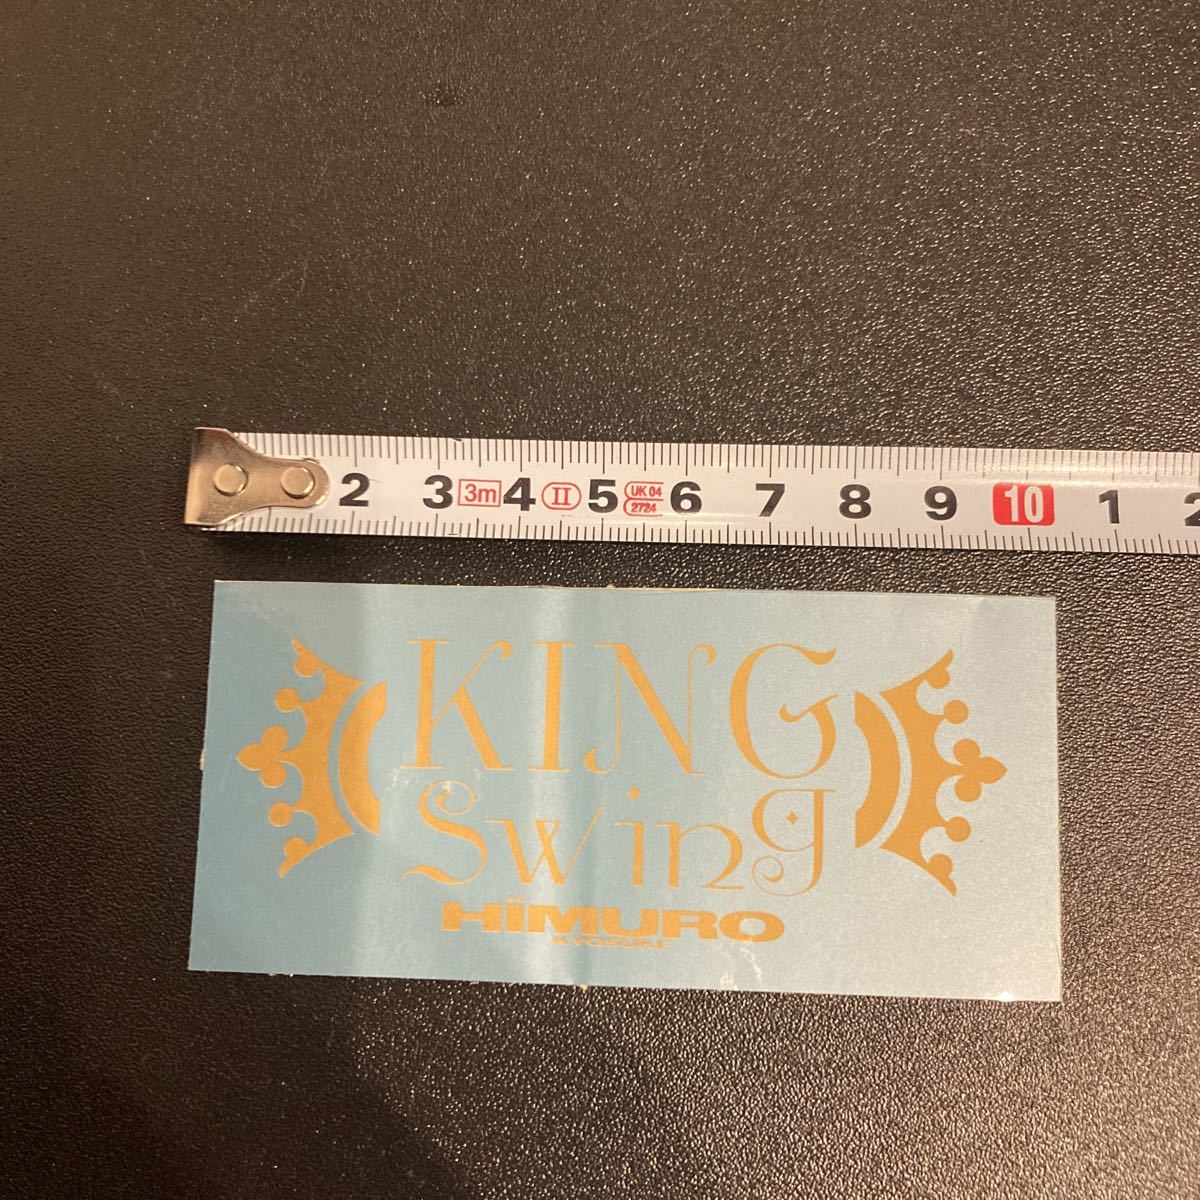 2 3 3m 4 II 5 UK 04 2724 6 7 8 9 10 1 2
KING
Swing
HiMURO
KYOSUKE